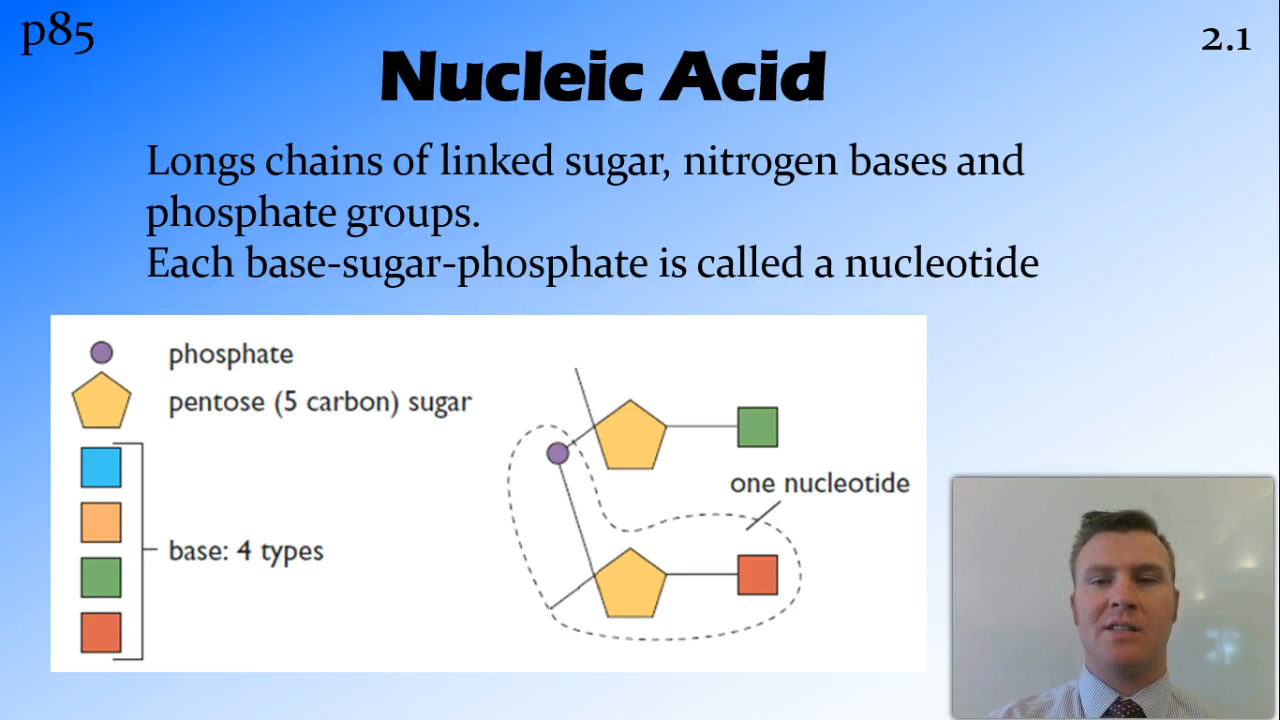 p85
2.1
Nucleic Acid
Longs chains of linked sugar, nitrogen bases and
phosphate groups.
Each base-sugar-phosphate is called a nucleotide
phosphate
pentose (5 carbon) sugar
base: 4 types
one nucleotide